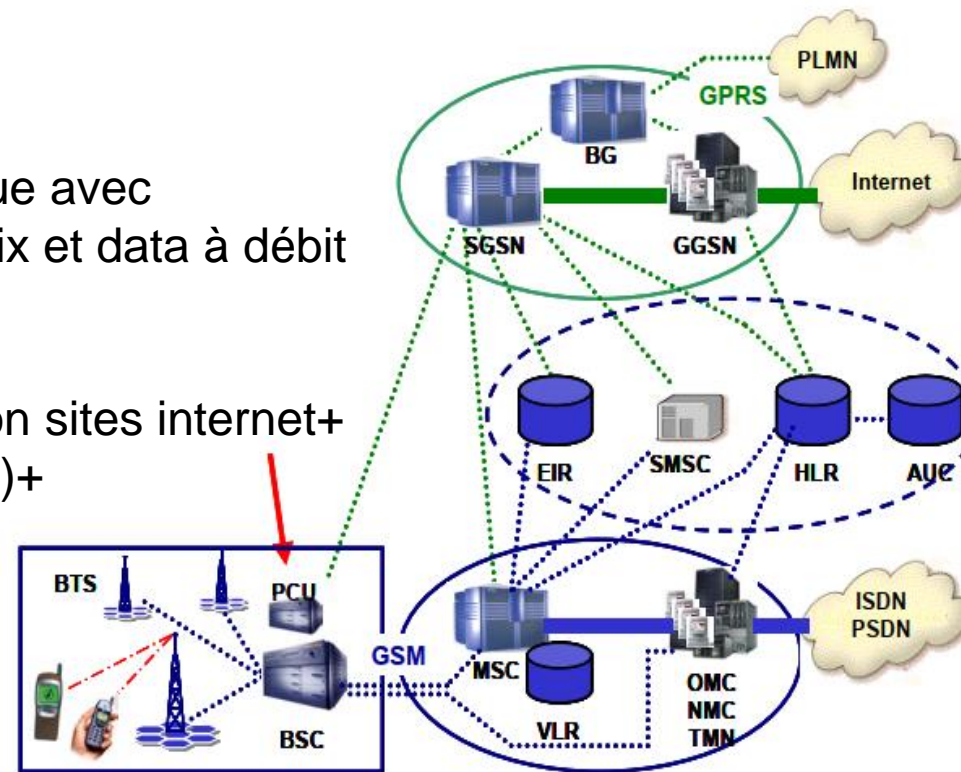 PLMN
GPRS
BG
Internet
ue avec
ix et data à débit
SGSN
GGSN
on sites internet+
)+
EIR
SMSC
HLR
AUC
BTS
PCU
ISDN
PSDN
GSM
MSC
OMC
NMC
TMN
VLR
BSC